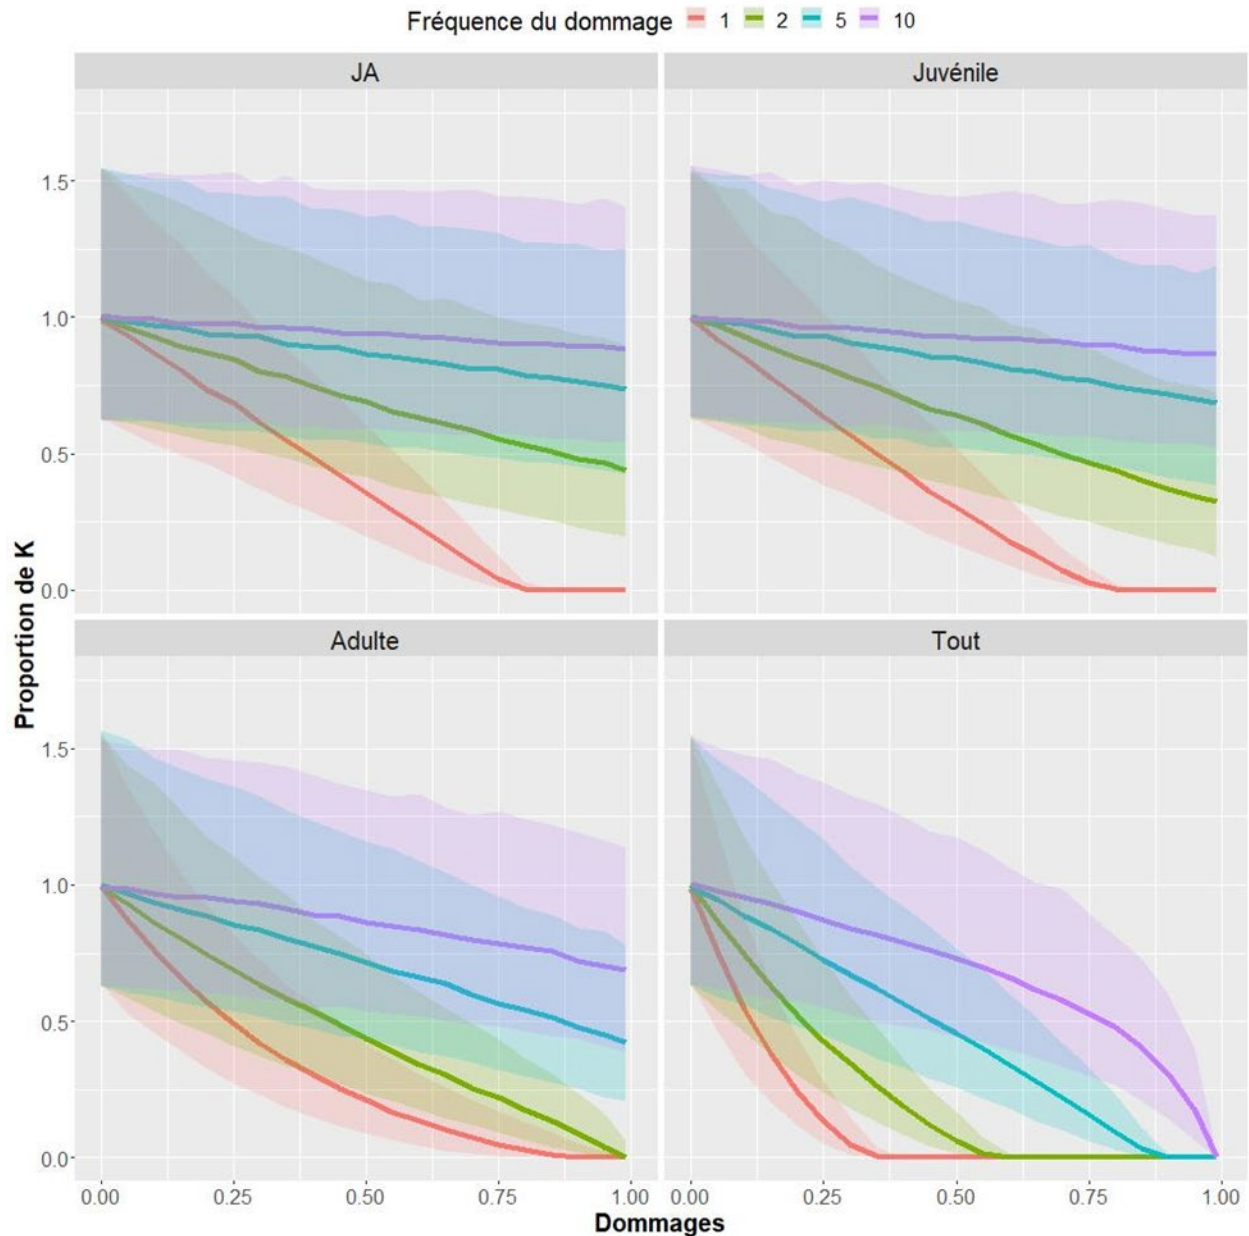 Fréquence du dommage 1 2 5 10
JA Juvénile
1.5
1.0
0.5
0.0
Adulte Tout
1.5
1.0
0.5
0.0
Proportion de K
0.00 0.25 0.50 0.75 1.00 0.00 0.25 0.50 0.75 1.00
Dommages